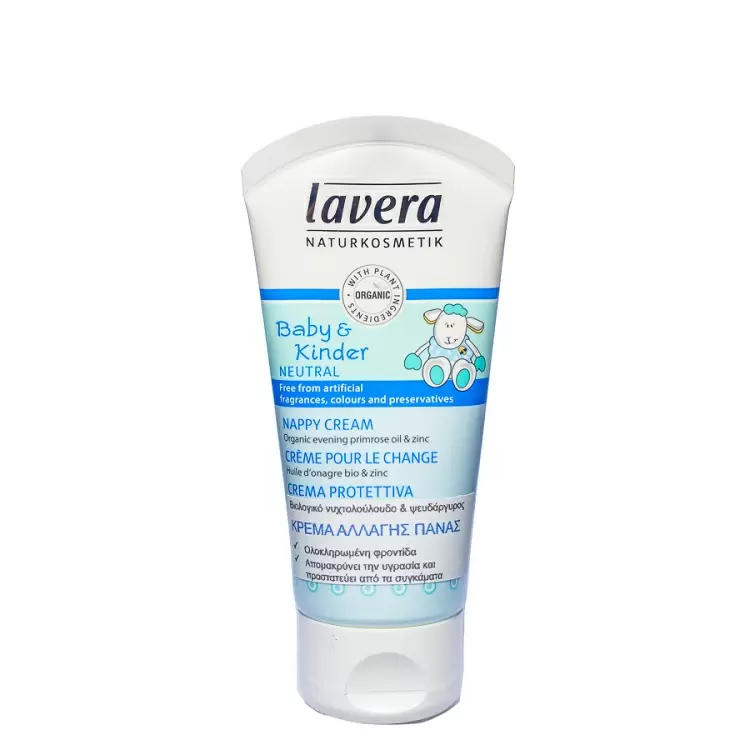 lavera
NATURKOSMETIK
WITH PLANT INGREDIENTS
ORGANIC
Baby &
Kinder
NEUTRAL
Free from artificial
fragrances, colours and preservatives
NAPPY CREAM
Organic evening primrose oil & zinc
CRÈME POUR LE CHANGE
Huile d'onagre bio & zinc
CREMA PROTETTIVA
Βιολογικό νυχτολούλουδο & ψευδάργυρος
ΚΡΕΜΑ ΑΛΛΑΓΗΣ ΠΑΝΑΣ
✓ Ολοκληρωμένη φροντίδα
✓ Απομακρύνει την υγρασία και
προστατεύει από τα συγκάματα